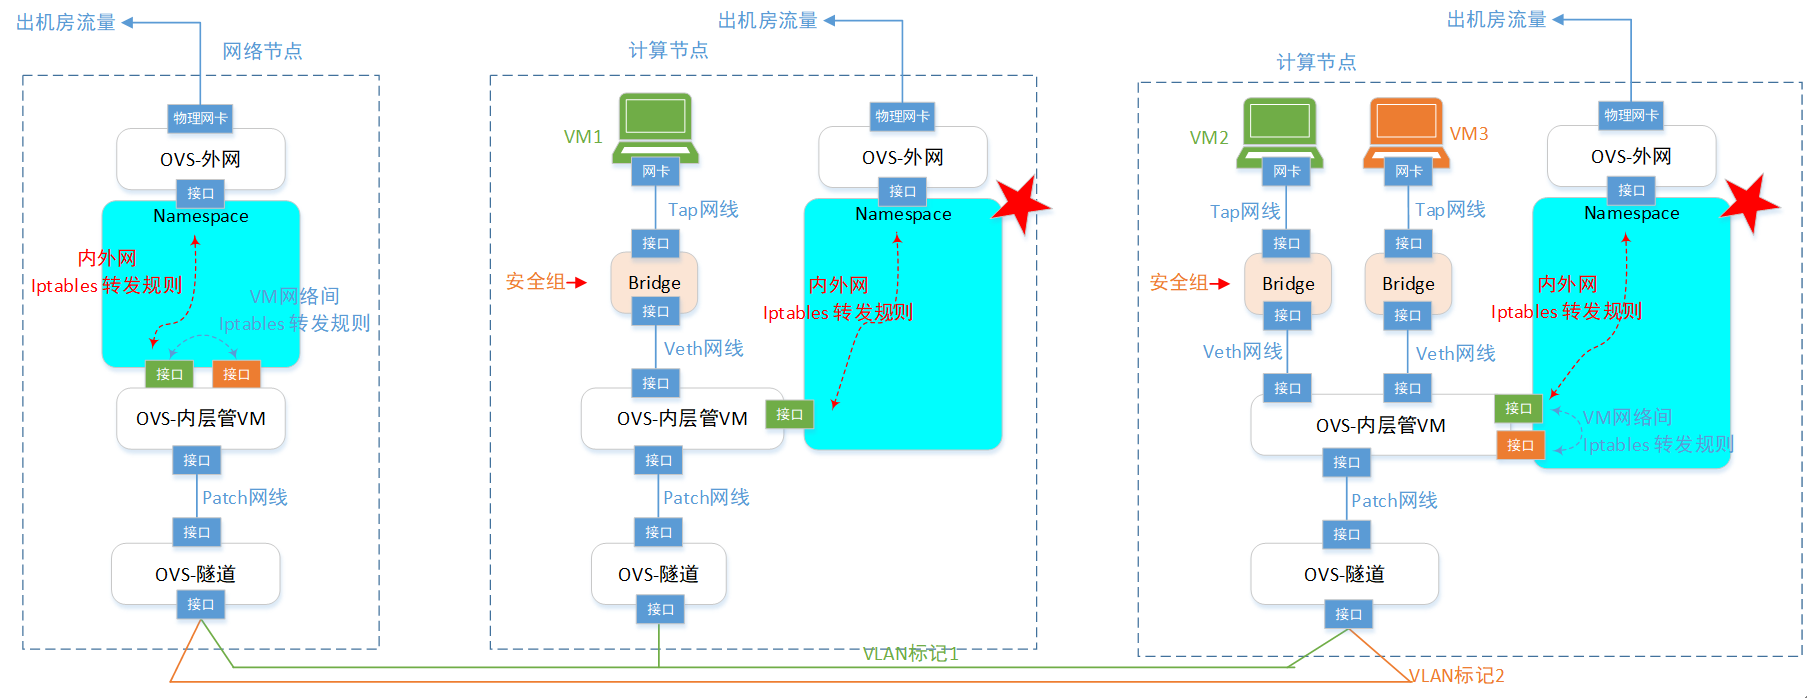 出机房流量
网络节点
物理网卡
OVS-外网
接口
Namespace
内外网
Iptables 转发规则
VM网络间
Iptables 转发规则
接口
接口
OVS-内层管VM
接口
Patch网线
接口
OVS-隧道
接口
出机房流量
计算节点
VM1
网卡
Tap网线
接口
安全组
Bridge
接口
Veth网线
接口
OVS-内层管VM
接口
接口
Patch网线
接口
OVS-隧道
接口
物理网卡
OVS-外网
接口
Namespace
内外网
Iptables 转发规则
出机房流量
计算节点
VM2
VM3
网卡
网卡
Tap网线
Tap网线
接口
接口
安全组
Bridge
Bridge
接口
接口
Veth网线
Veth网线
接口
接口
OVS-内层管VM
接口
接口
接口
Patch网线
接口
OVS-隧道
接口
物理网卡
OVS-外网
接口
Namespace
内外网
Iptables 转发规则
VM网络间
Iptables 转发规则
VLAN标记1
VLAN标记2